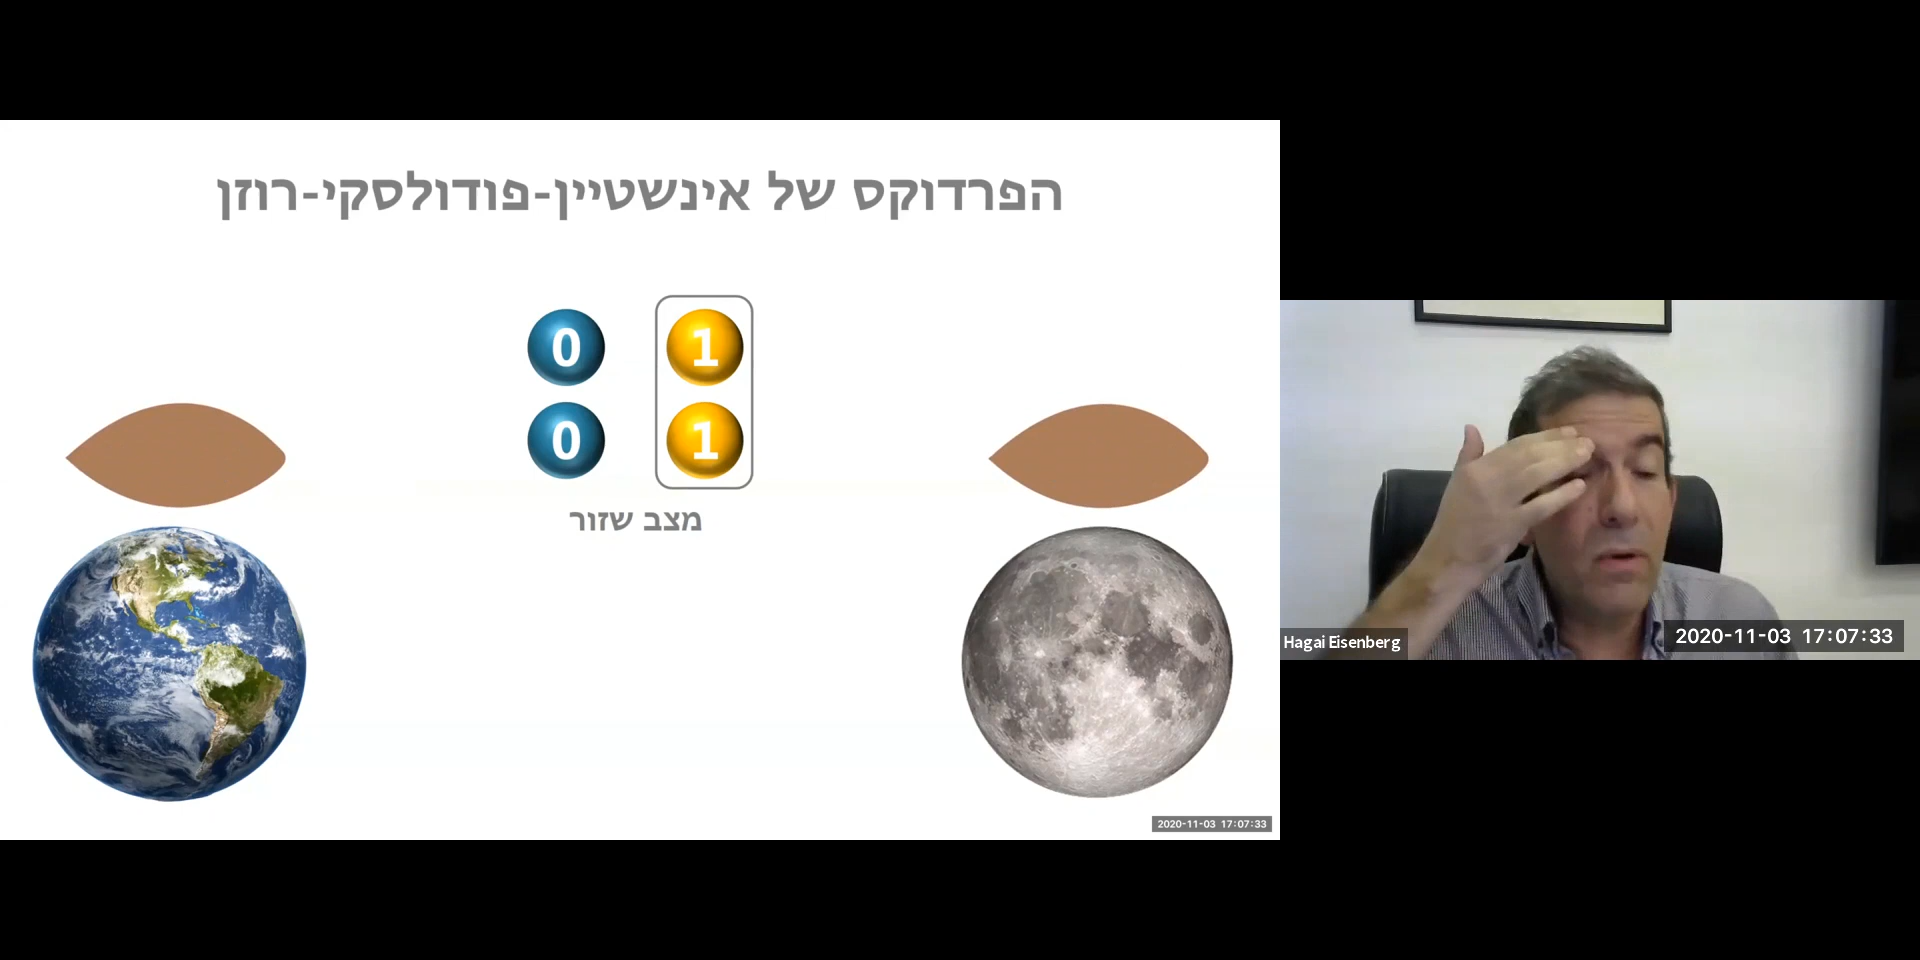 הפרדוקס של אינשטיין-פודולסקי-רוזן
0 1
0 1
מצב שזור
2020-11-03 17:07:33
Hagai Eisenberg
2020-11-03 17:07:33